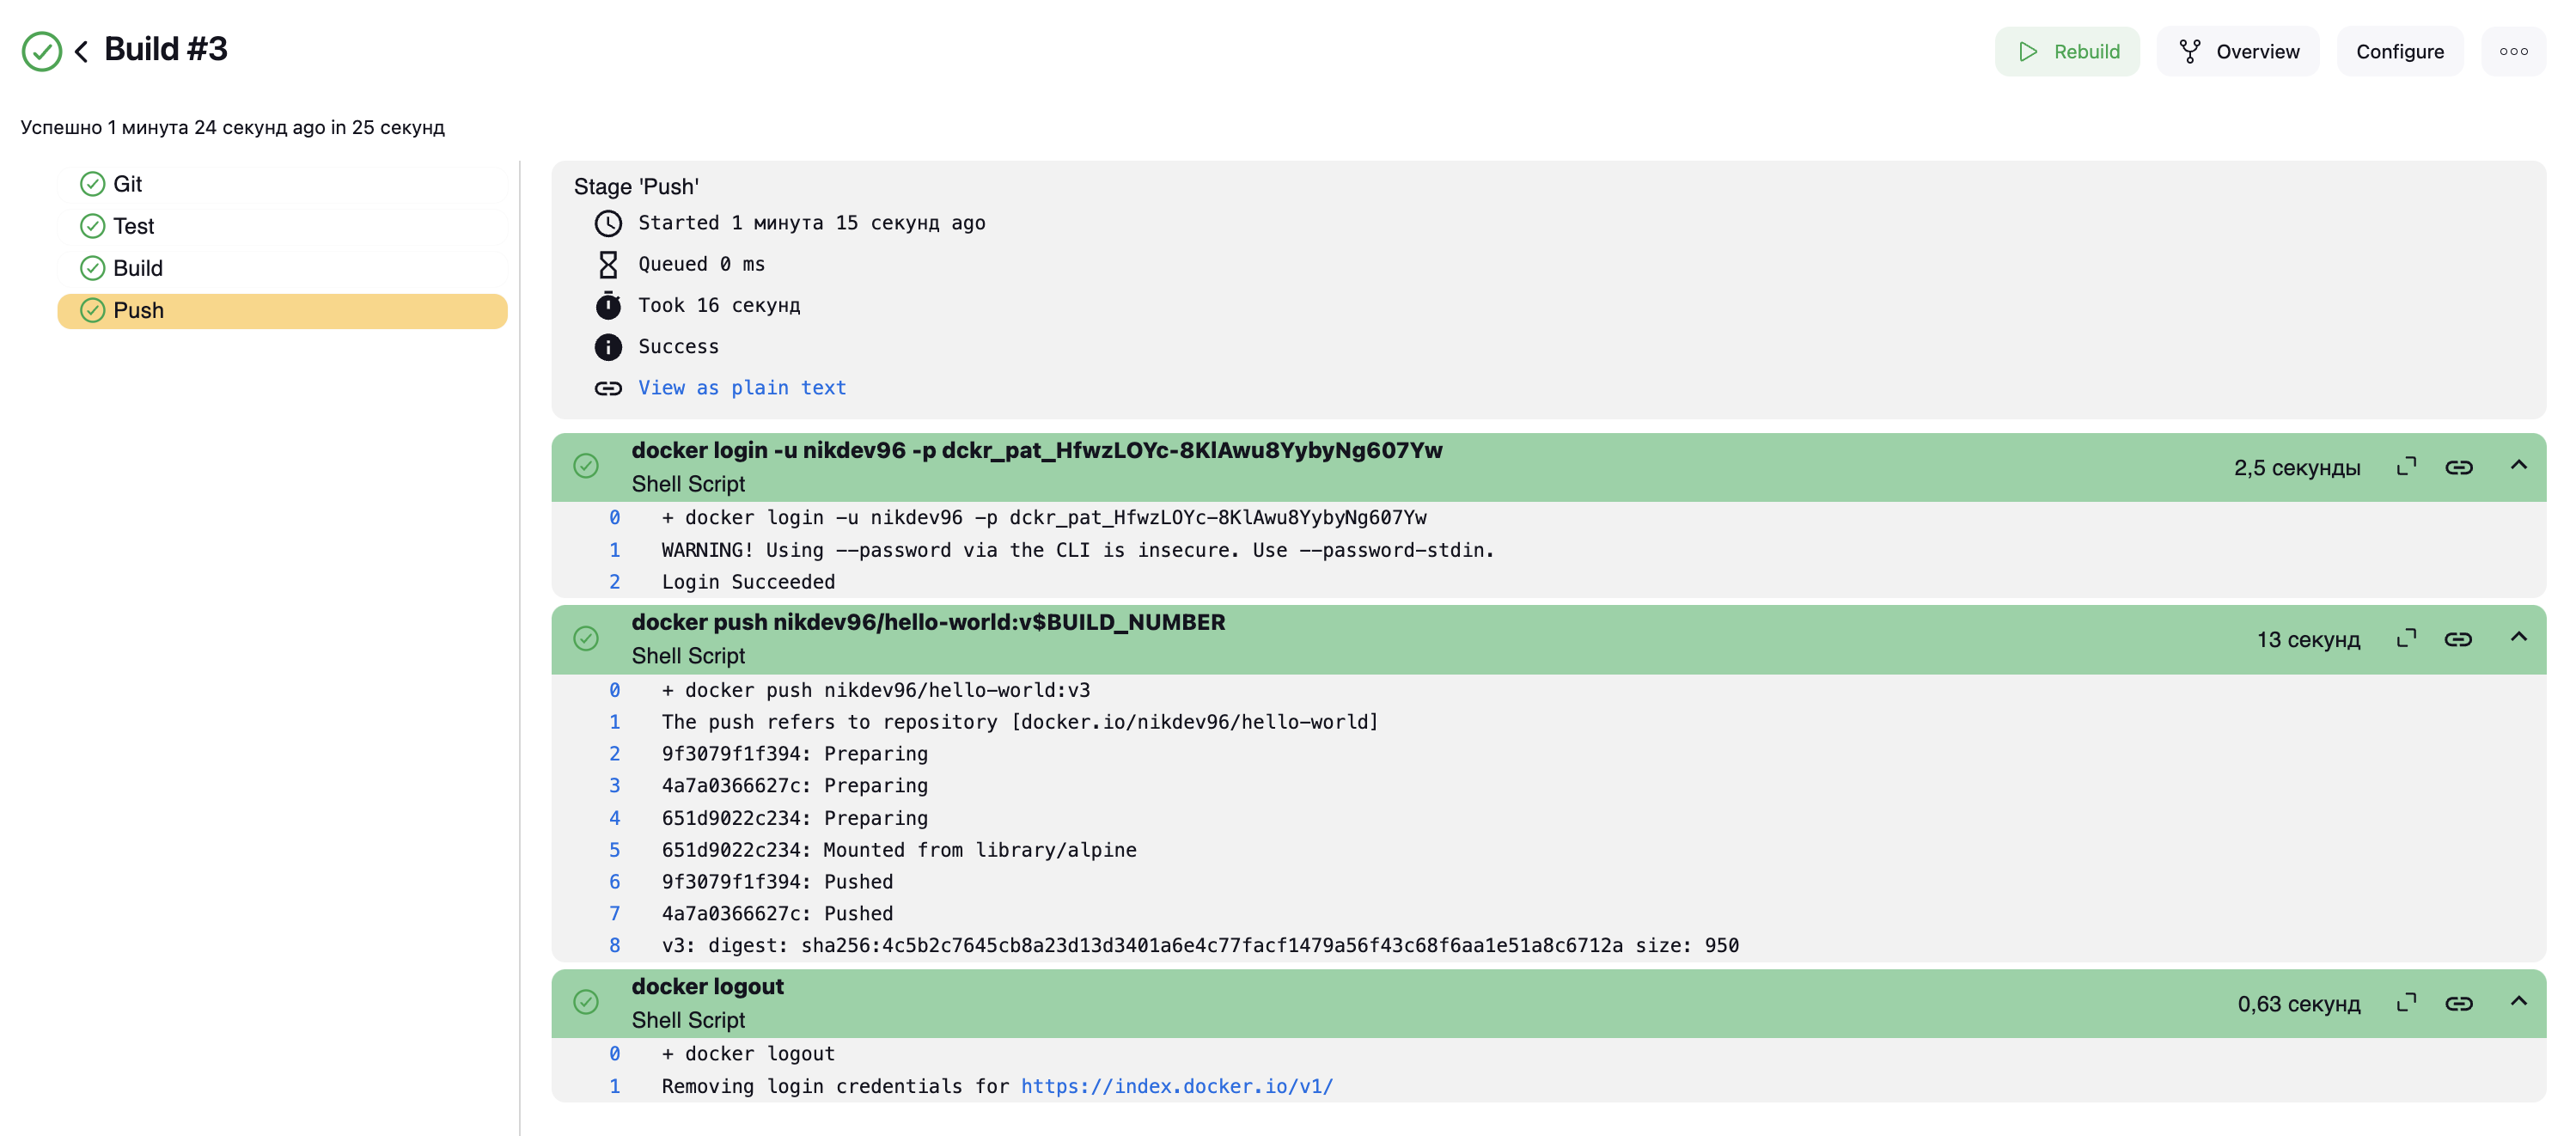 Build #3
Rebuild
Overview
Configure
Успешно 1 минута 24 секунд ago in 25 секунд
Git
Test
Build
Push
Stage 'Push'
Started 1 минута 15 секунд ago
Queued 0 ms
Took 16 секунд
Success
View as plain text
docker login -u nikdev96 -p dckr_pat_HfwzLOYc-8KlAwu8YybyNg607Yw
Shell Script
2,5 секунды
0 + docker login -u nikdev96 -p dckr_pat_HfwzLOYc-8KlAwu8YybyNg607Yw
1 WARNING! Using --password via the CLI is insecure. Use --password-stdin.
2 Login Succeeded
docker push nikdev96/hello-world:v$BUILD_NUMBER
Shell Script
13 секунд
0 + docker push nikdev96/hello-world:v3
1 The push refers to repository [docker.io/nikdev96/hello-world]
2 9f3079f1f394: Preparing
3 4a7a0366627c: Preparing
4 651d9022c234: Preparing
5 651d9022c234: Mounted from library/alpine
6 9f3079f1f394: Pushed
7 4a7a0366627c: Pushed
8 v3: digest: sha256:4c5b2c7645cb8a23d13d3401a6e4c77facf1479a56f43c68f6aa1e51a8c6712a size: 950
docker logout
Shell Script
0,63 секунд
0 + docker logout
1 Removing login credentials for https://index.docker.io/v1/